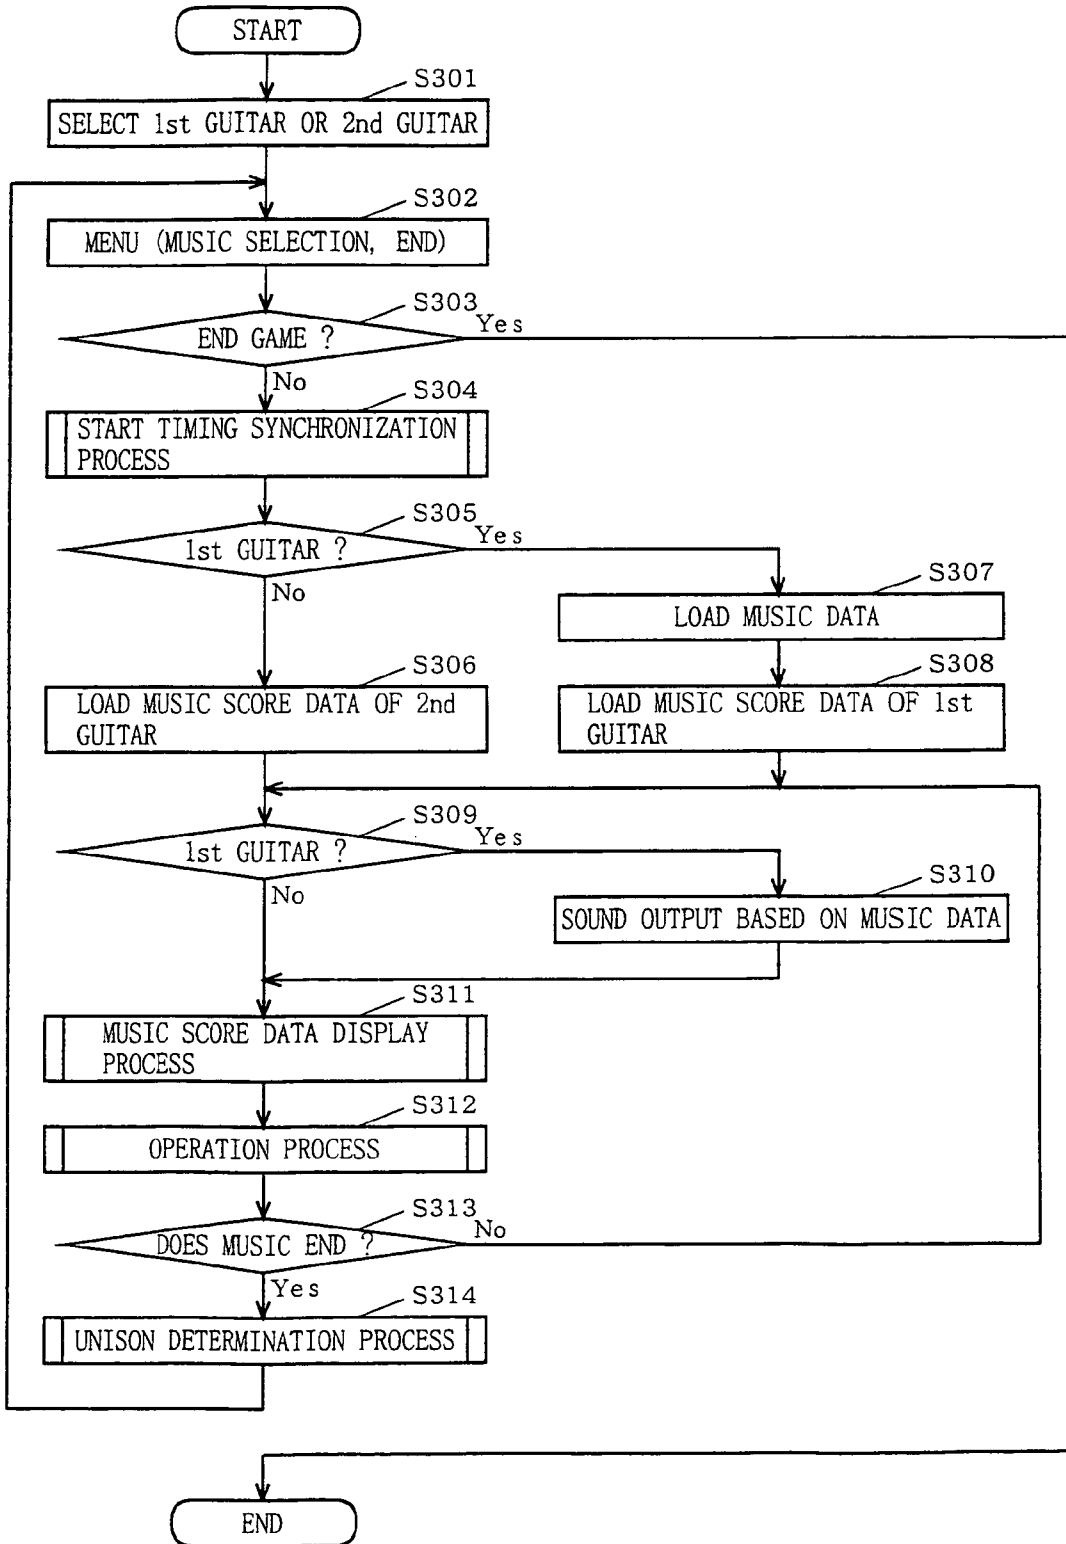 START
S301
SELECT 1st GUITAR OR 2nd GUITAR
S302
MENU (MUSIC SELECTION, END)
S303
END GAME ?
Yes
No
S304
START TIMING SYNCHRONIZATION
PROCESS
S305
1st GUITAR ?
Yes
No
S307
LOAD MUSIC DATA
S306
LOAD MUSIC SCORE DATA OF 2nd
GUITAR
S308
LOAD MUSIC SCORE DATA OF 1st
GUITAR
S309
1st GUITAR ?
Yes
No
S310
SOUND OUTPUT BASED ON MUSIC DATA
S311
MUSIC SCORE DATA DISPLAY
PROCESS
S312
OPERATION PROCESS
S313
DOES MUSIC END ?
No
Yes
S314
UNISON DETERMINATION PROCESS
END